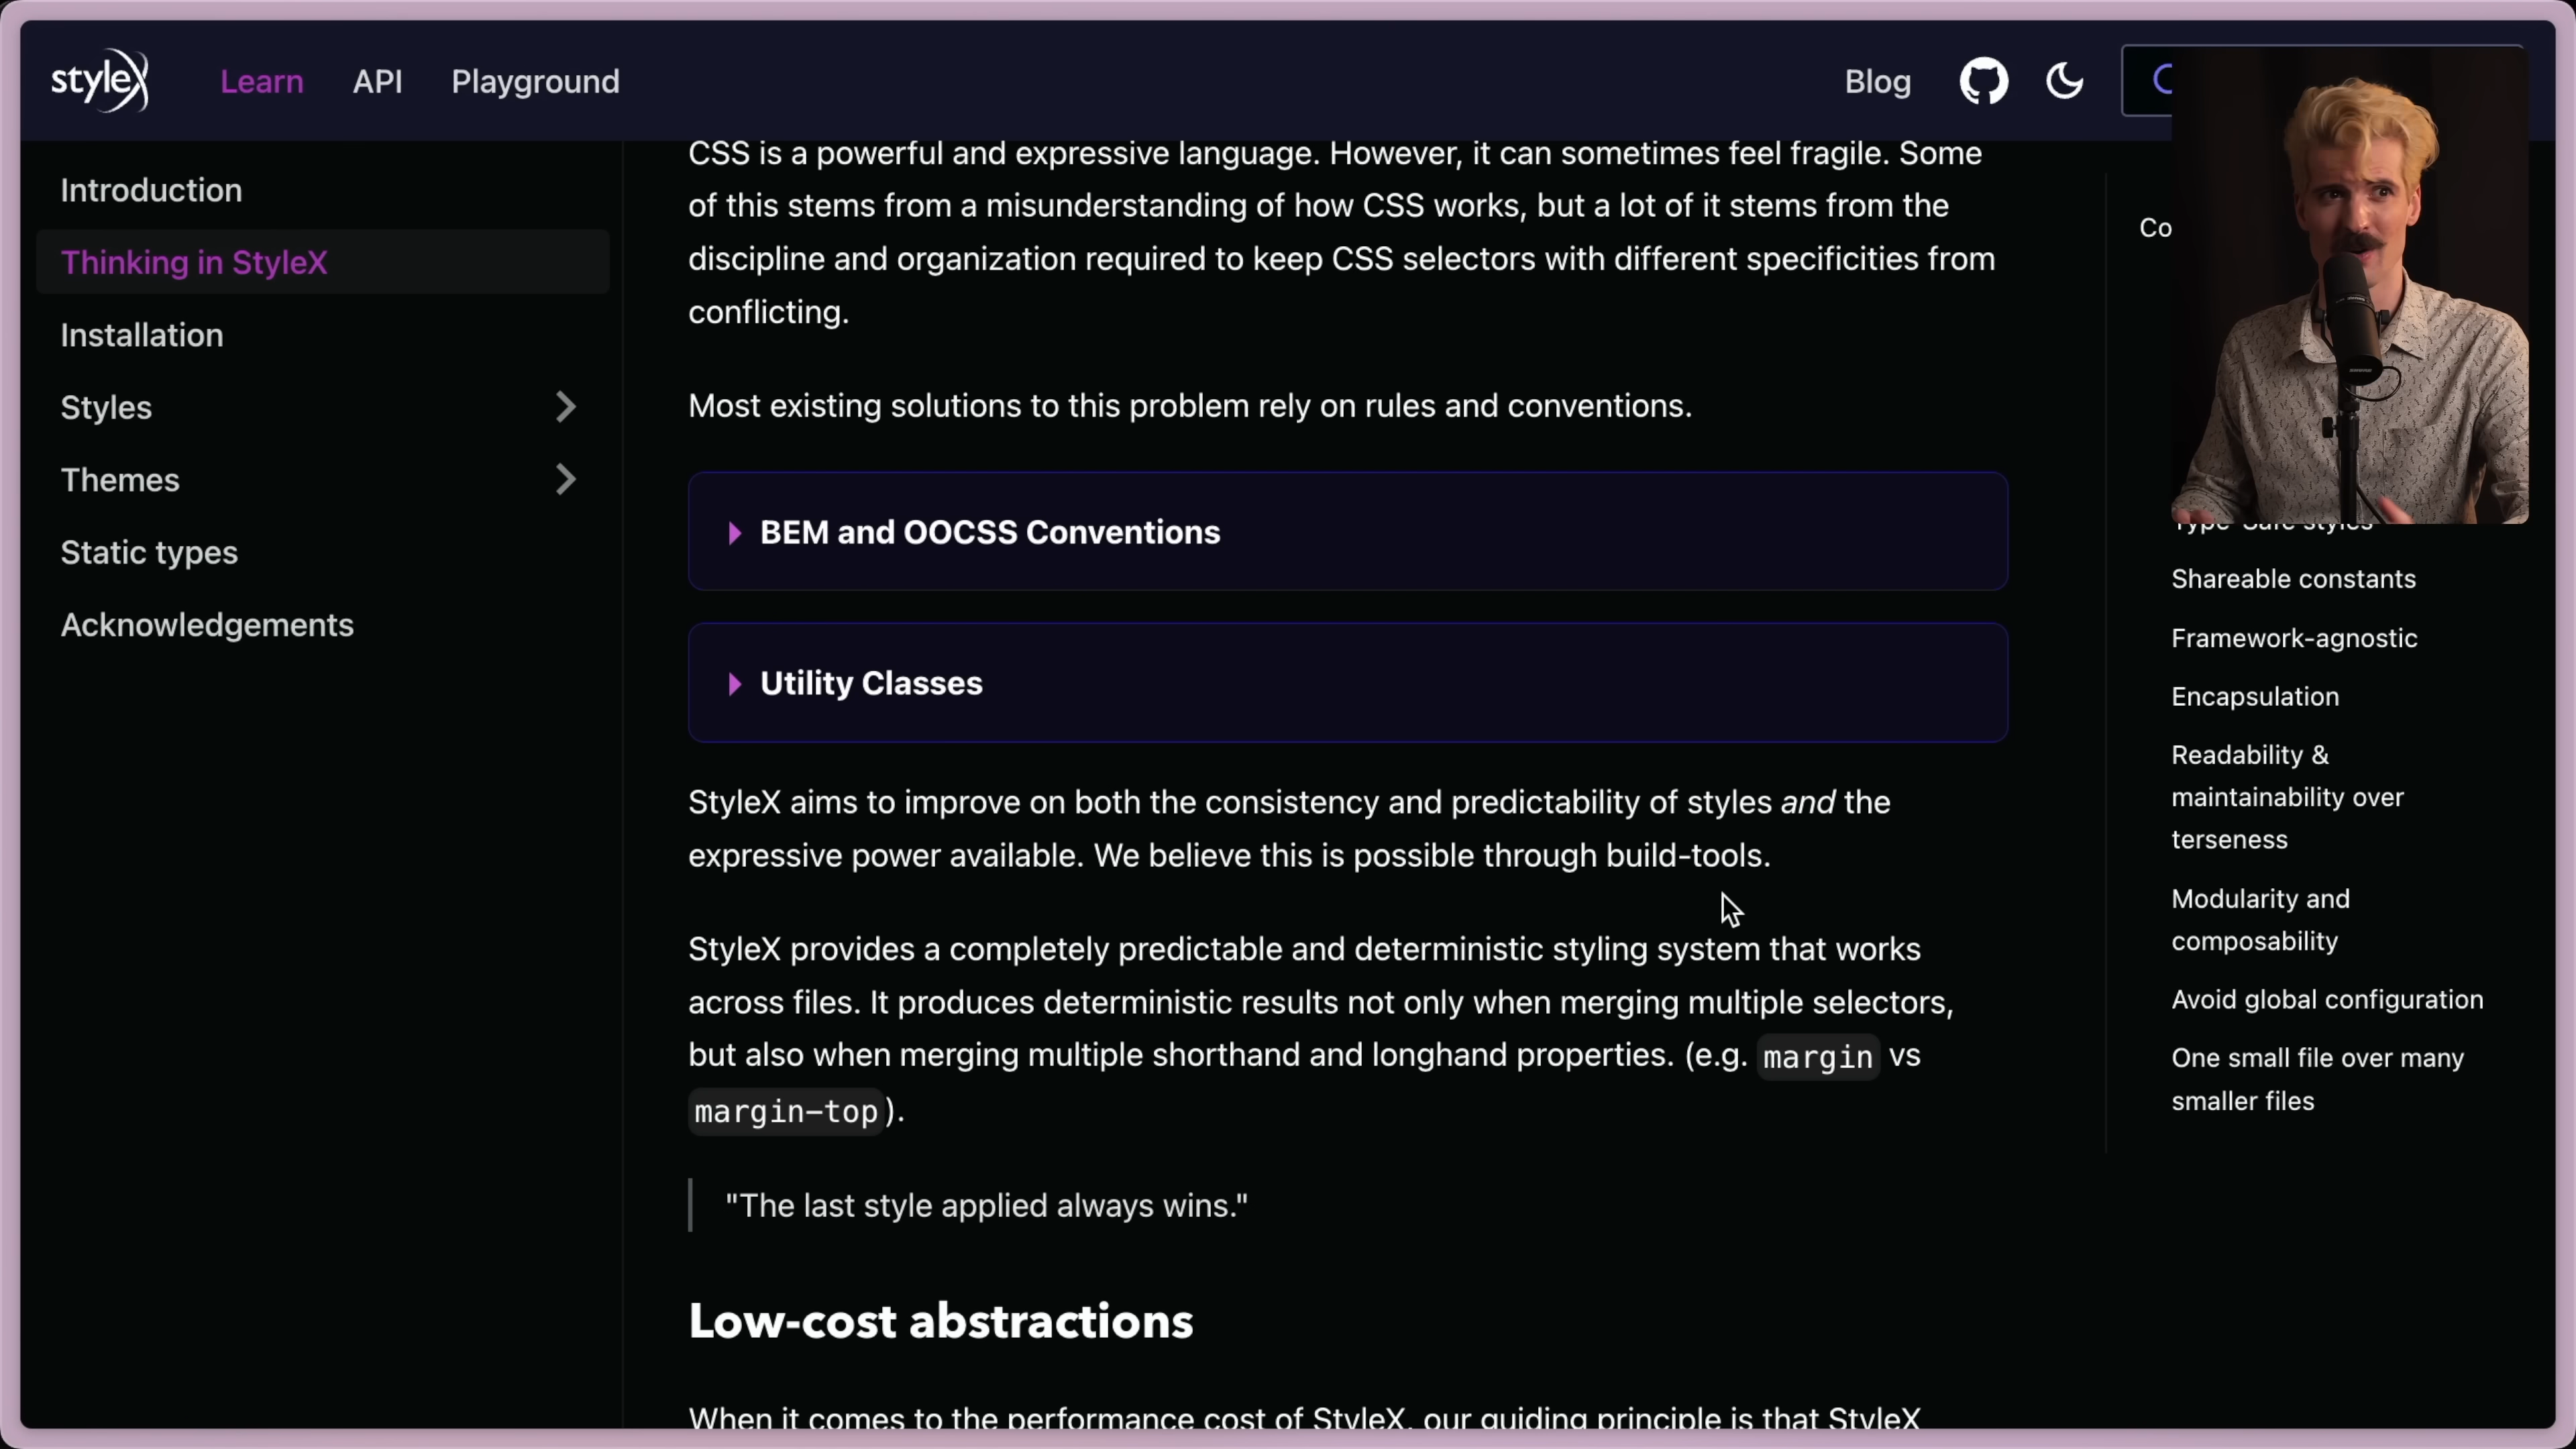 styleX
Learn
API
Playground
Blog
Introduction
Thinking in StyleX
Installation
Styles
Themes
Static types
Acknowledgements
CSS is a powerful and expressive language. However, it can sometimes feel fragile. Some
of this stems from a misunderstanding of how CSS works, but a lot of it stems from the
discipline and organization required to keep CSS selectors with different specificities from
conflicting.
Most existing solutions to this problem rely on rules and conventions.
BEM and OOCSS Conventions
Utility Classes
StyleX aims to improve on both the consistency and predictability of styles and the
expressive power available. We believe this is possible through build-tools.
StyleX provides a completely predictable and deterministic styling system that works
across files. It produces deterministic results not only when merging multiple selectors,
but also when merging multiple shorthand and longhand properties. (e.g. margin vs
margin-top).
"The last style applied always wins."
Low-cost abstractions
When it comes to the performance cost of StyleX, our guiding principle is that StyleX
Co
Type-Safe styles
Shareable constants
Framework-agnostic
Encapsulation
Readability &
maintainability over
terseness
Modularity and
composability
Avoid global configuration
One small file over many
smaller files